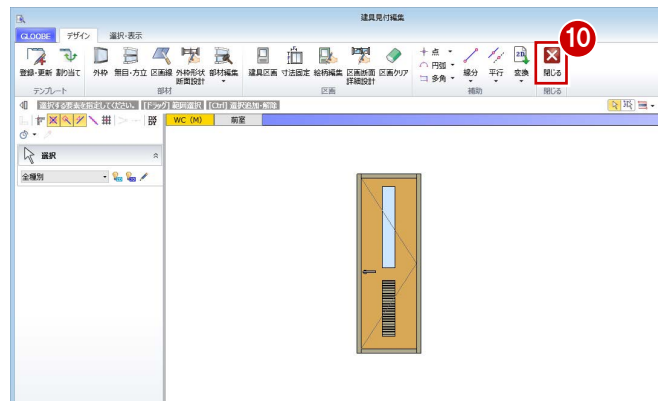 建具見付編集
GLOOBE デザイン 選択・表示
登録・更新 割り当て 外枠 無目・方立 区画線 外枠形状 断面設計 部材編集 建具区画 寸法固定 絵柄編集 区画断面 詳細設計 区画クリア 点 円弧 多角 線分 平行 変換 閉じる
テンプレート 部材 区画 補助 閉じる
10
選択する要素を指定してください。 [ドラッグ] 範囲選択 [Ctrl] 選択追加・解除
WC (M) 前室
選択
全種別